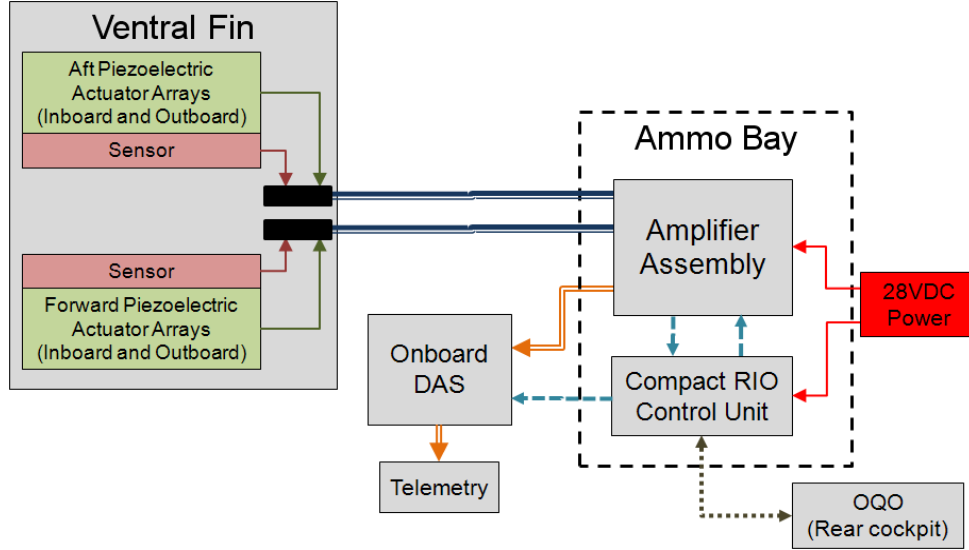 Ventral Fin
Aft Piezoelectric
Actuator Arrays
(Inboard and Outboard)
Sensor
Sensor
Forward Piezoelectric
Actuator Arrays
(Inboard and Outboard)
Ammo Bay
Amplifier
Assembly
28VDC
Power
Onboard
DAS
Compact RIO
Control Unit
Telemetry
OQO
(Rear cockpit)